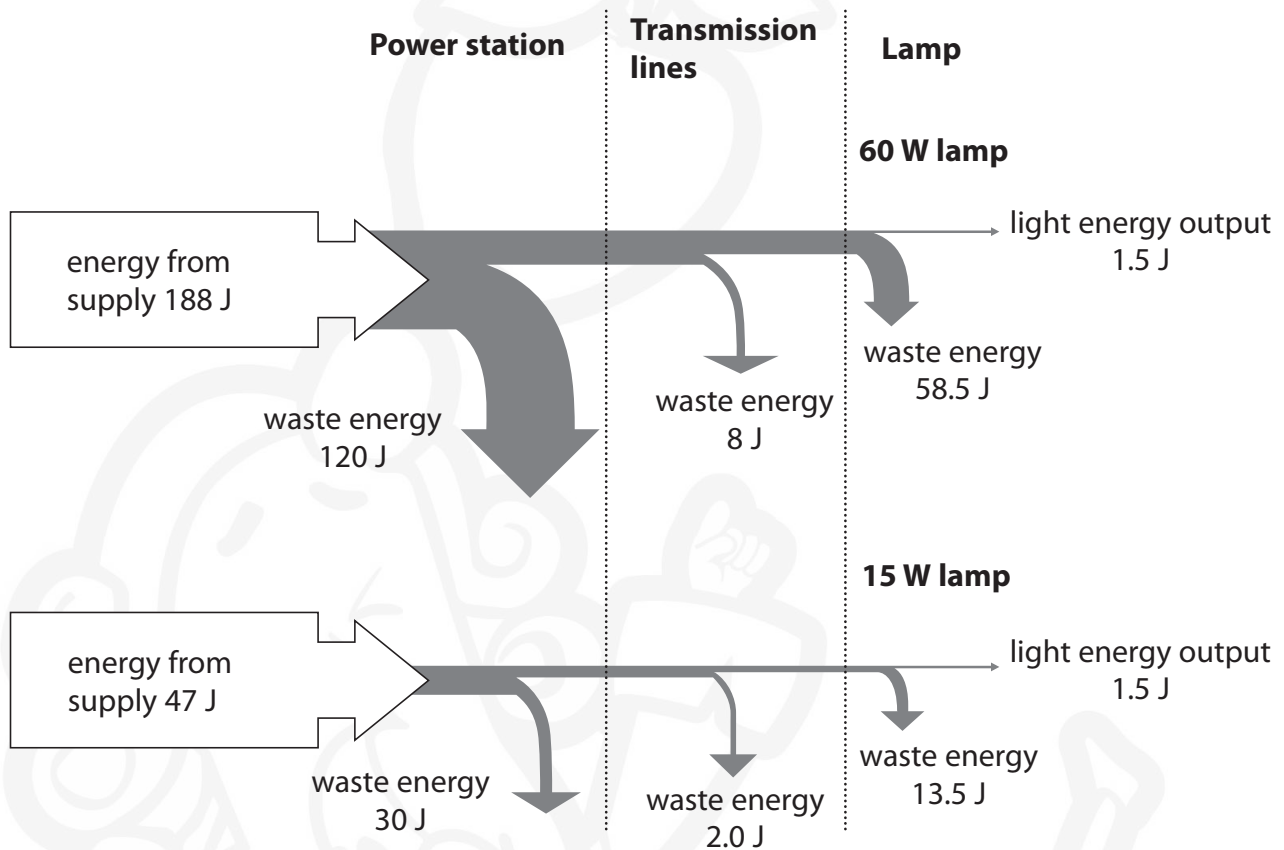 Power station
Transmission
lines
Lamp
60 W lamp
energy from
supply 188 J
light energy output
1.5 J
waste energy
58.5 J
waste energy
8 J
waste energy
120 J
15 W lamp
energy from
supply 47 J
light energy output
1.5 J
waste energy
13.5 J
waste energy
30 J
waste energy
2.0 J